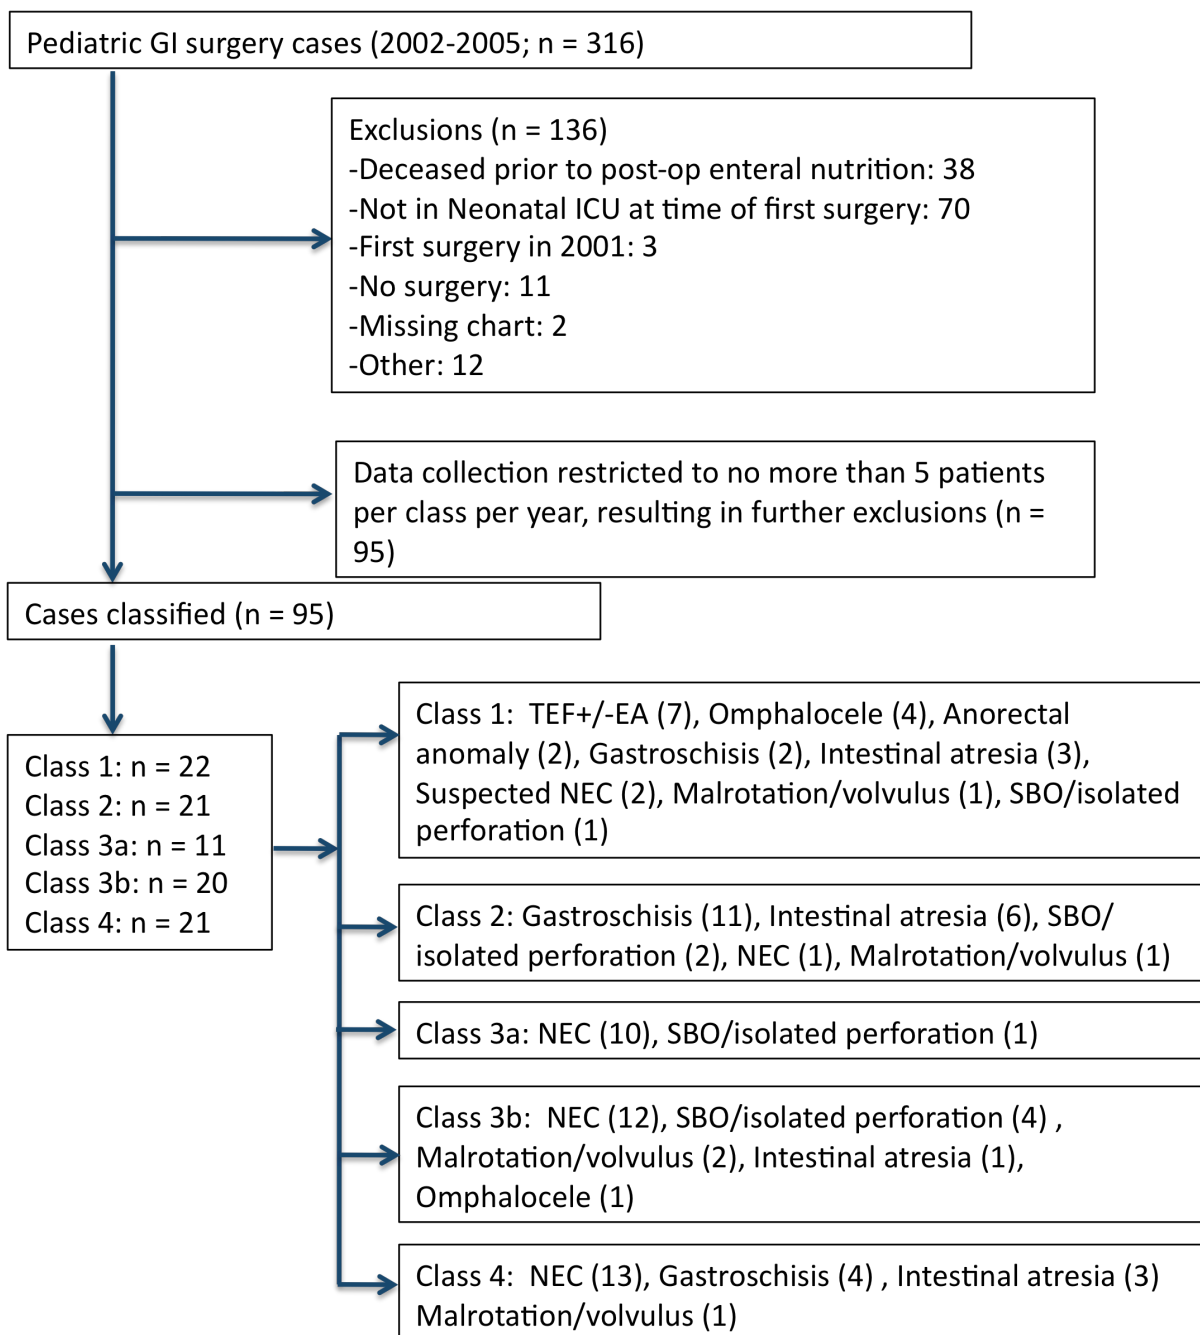 Pediatric GI surgery cases (2002-2005; n = 316)
Exclusions (n = 136)
-Deceased prior to post-op enteral nutrition: 38
-Not in Neonatal ICU at time of first surgery: 70
-First surgery in 2001: 3
-No surgery: 11
-Missing chart: 2
-Other: 12
Data collection restricted to no more than 5 patients
per class per year, resulting in further exclusions (n =
95)
Cases classified (n = 95)
Class 1: n = 22
Class 2: n = 21
Class 3a: n = 11
Class 3b: n = 20
Class 4: n = 21
Class 1:  TEF+/-EA (7), Omphalocele (4), Anorectal
anomaly (2), Gastroschisis (2), Intestinal atresia (3),
Suspected NEC (2), Malrotation/volvulus (1), SBO/isolated
perforation (1)
Class 2: Gastroschisis (11), Intestinal atresia (6), SBO/
isolated perforation (2), NEC (1), Malrotation/volvulus (1)
Class 3a: NEC (10), SBO/isolated perforation (1)
Class 3b:  NEC (12), SBO/isolated perforation (4) ,
Malrotation/volvulus (2), Intestinal atresia (1),
Omphalocele (1)
Class 4:  NEC (13), Gastroschisis (4) , Intestinal atresia (3)
Malrotation/volvulus (1)